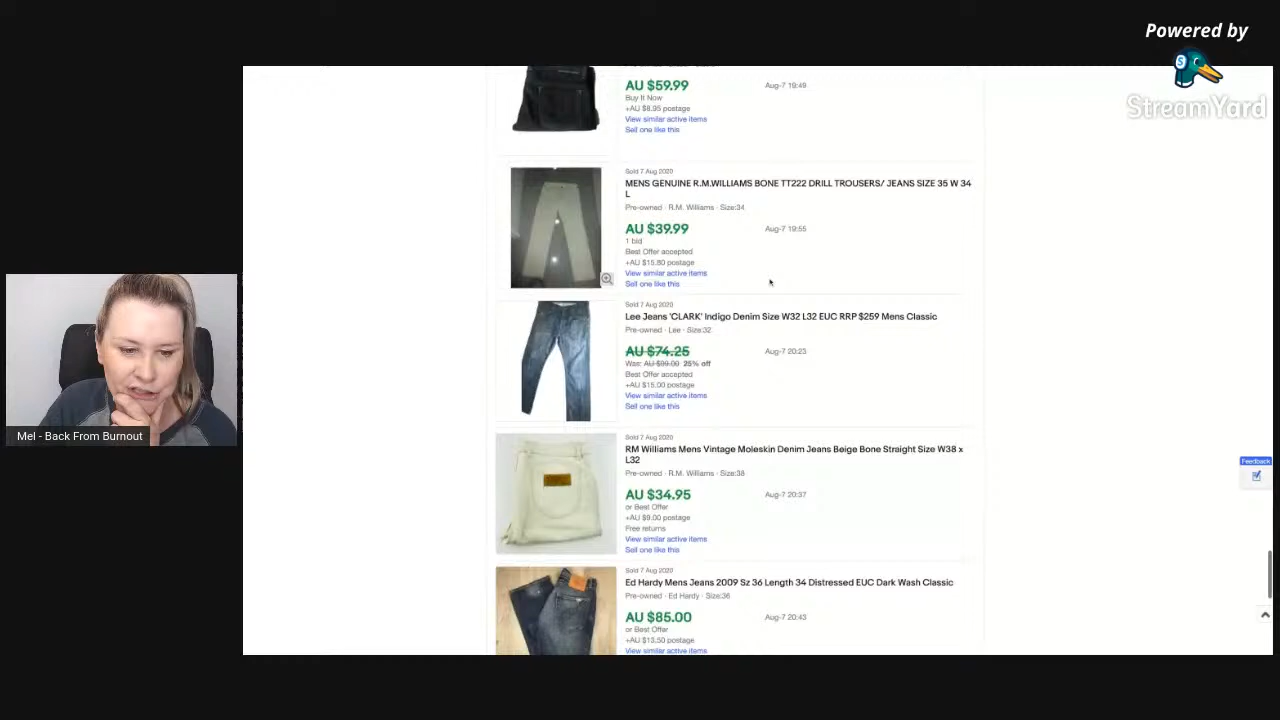 Powered by
StreamYard
AU $59.99
Aug-7 19:49
Buy It Now
+AU $8.95 postage
View similar active items
Sell one like this
Sold 7 Aug 2020
MENS GENUINE R.M.WILLIAMS BONE TT222 DRILL TROUSERS/ JEANS SIZE 35 W 34
L
Pre-owned · R.M. Williams · Size:34
AU $39.99
Aug-7 19:55
1 bid
Best Offer accepted
+AU $15.80 postage
View similar active items
Sell one like this
Sold 7 Aug 2020
Lee Jeans 'CLARK' Indigo Denim Size W32 L32 EUC RRP $259 Mens Classic
Pre-owned · Lee · Size:32
AU $74.25
Aug-7 20:23
Was: AU $99.00 25% off
Best Offer accepted
+AU $15.00 postage
View similar active items
Sell one like this
Sold 7 Aug 2020
RM Williams Mens Vintage Moleskin Denim Jeans Beige Bone Straight Size W38 x
L32
Pre-owned · R.M. Williams · Size:38
AU $34.95
Aug-7 20:37
or Best Offer
+AU $9.00 postage
Free returns
View similar active items
Sell one like this
Sold 7 Aug 2020
Ed Hardy Mens Jeans 2009 Sz 36 Length 34 Distressed EUC Dark Wash Classic
Pre-owned · Ed Hardy · Size:36
AU $85.00
Aug-7 20:43
or Best Offer
+AU $13.50 postage
View similar active items
Mel - Back From Burnout
Feedback